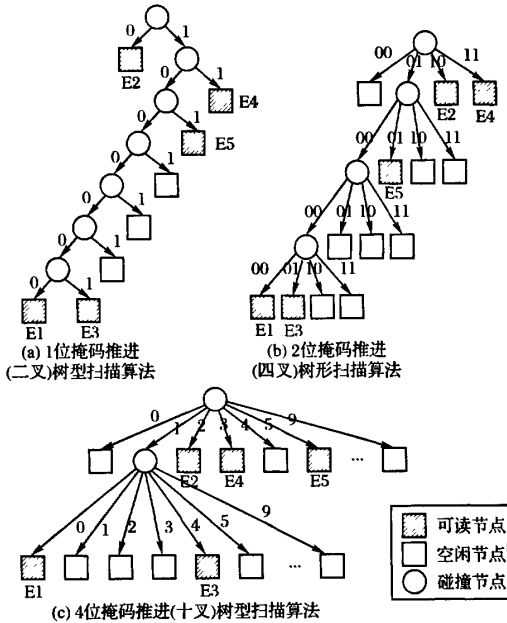 0 1
E2 0 1
0 1 E4
0 1 E5
0 1
0 1
0 1
E1 E3
(a) 1位掩码推进
(二叉)树型扫描算法
00 01 10 11
E2 E4
00 01 10 11
E5
00 01 10 11
00 01 10 11
E1 E3
(b) 2位掩码推进
(四叉)树形扫描算法
0 1 2 3 4 5 9
E2 E4 E5 ...
0 1 2 3 4 5 9
E1 E3 ...
(c) 4位掩码推进(十叉)树型扫描算法
可读节点
空闲节点
碰撞节点